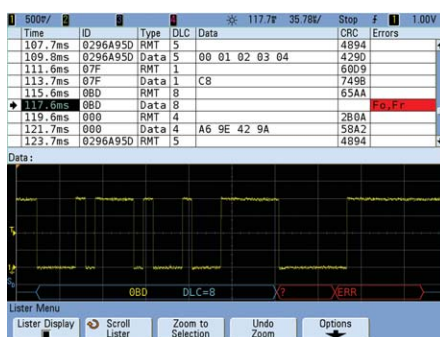 1 500▽/ 2 3 4 117.7▽ 35.78%/ Stop 1 1.00V
Time ID Type DLC Data CRC Errors
107.7ms 0296A95D RMT 5 4894
109.8ms 0296A95D Data 5 00 01 02 03 04 429D
111.6ms 07F RMT 1 60D9
113.7ms 07F Data 1 C8 749B
115.6ms 0BD RMT 8 65AA
117.6ms 0BD Data 8 Fo,Fr
119.6ms 000 RMT 4 2B0A
121.7ms 000 Data 4 A6 9E 42 9A 58A2
123.7ms 0296A95D RMT 5 4894
Data:
0BD DLC=8 ? ERR
Lister Menu
Lister Display Scroll Lister Zoom to Selection Undo Zoom Options